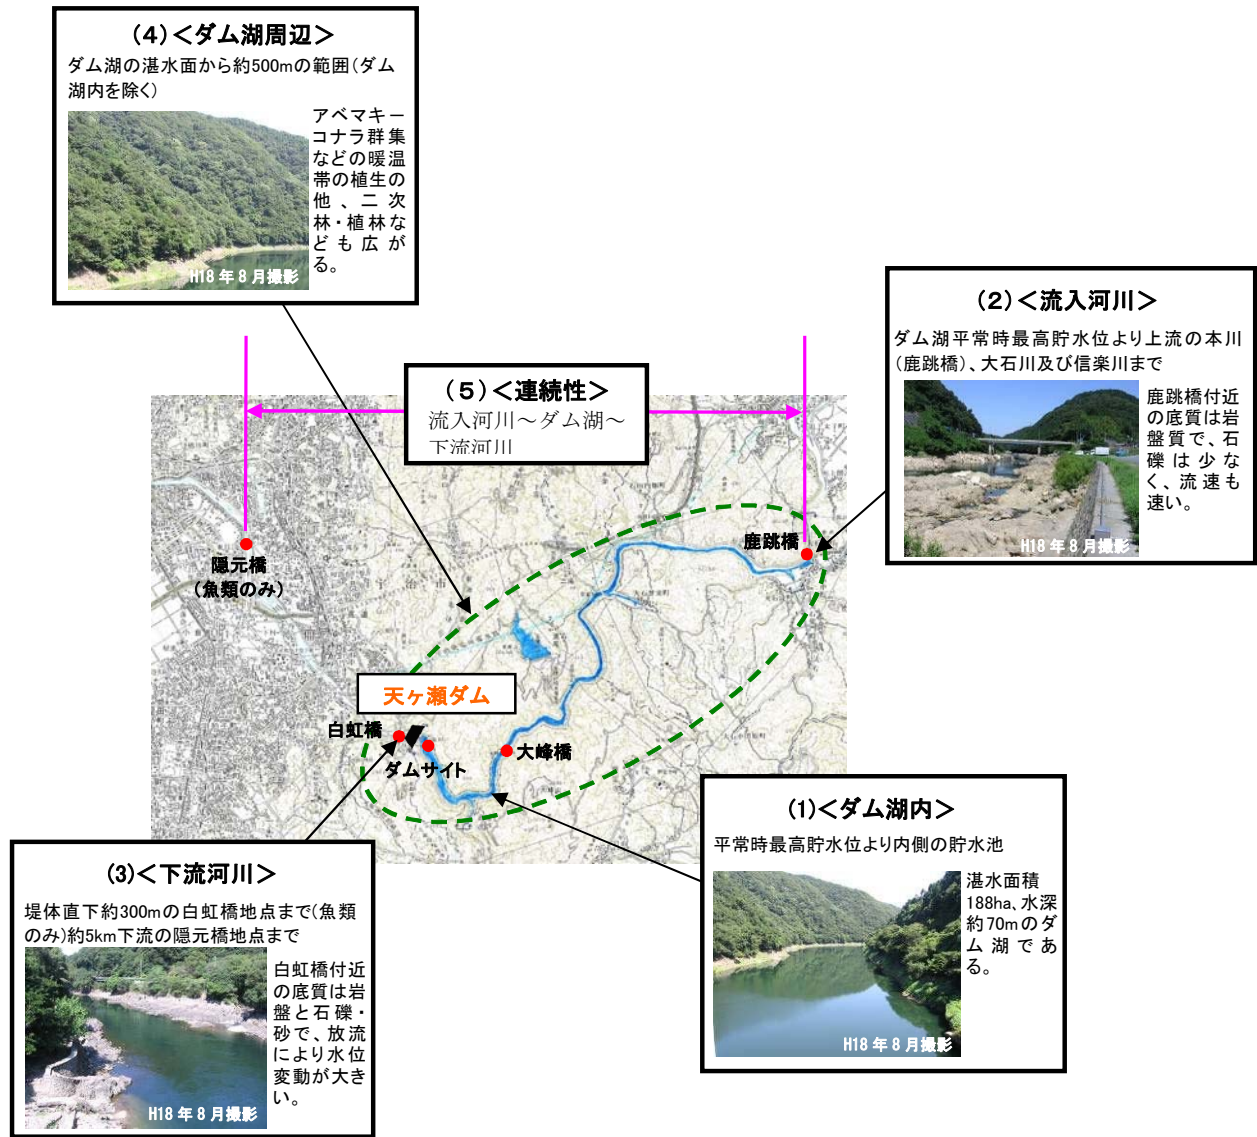 (4)＜ダム湖周辺＞
ダム湖の湛水面から約500mの範囲(ダム
湖内を除く)
アベマキー
コナラ群集
などの暖温
帯の植生の
他、二次
林・植林な
ども広が
る。
H18年8月撮影
(2)＜流入河川＞
ダム湖平常時最高貯水位より上流の本川
(鹿跳橋)、大石川及び信楽川まで
鹿跳橋付近
の底質は岩
盤質で、石
礫は少な
く、流速も
速い。
H18年8月撮影
(5)＜連続性＞
流入河川～ダム湖～
下流河川
隠元橋
(魚類のみ)
鹿跳橋
天ヶ瀬ダム
白虹橋
ダムサイト
大峰橋
(1)＜ダム湖内＞
平常時最高貯水位より内側の貯水池
湛水面積
188ha、水深
約70mのダ
ム湖であ
る。
H18年8月撮影
(3)＜下流河川＞
堤体直下約300mの白虹橋地点まで(魚類
のみ)約5km下流の隠元橋地点まで
白虹橋付近
の底質は岩
盤と石礫・
砂で、放流
により水位
変動が大き
い。
H18年8月撮影